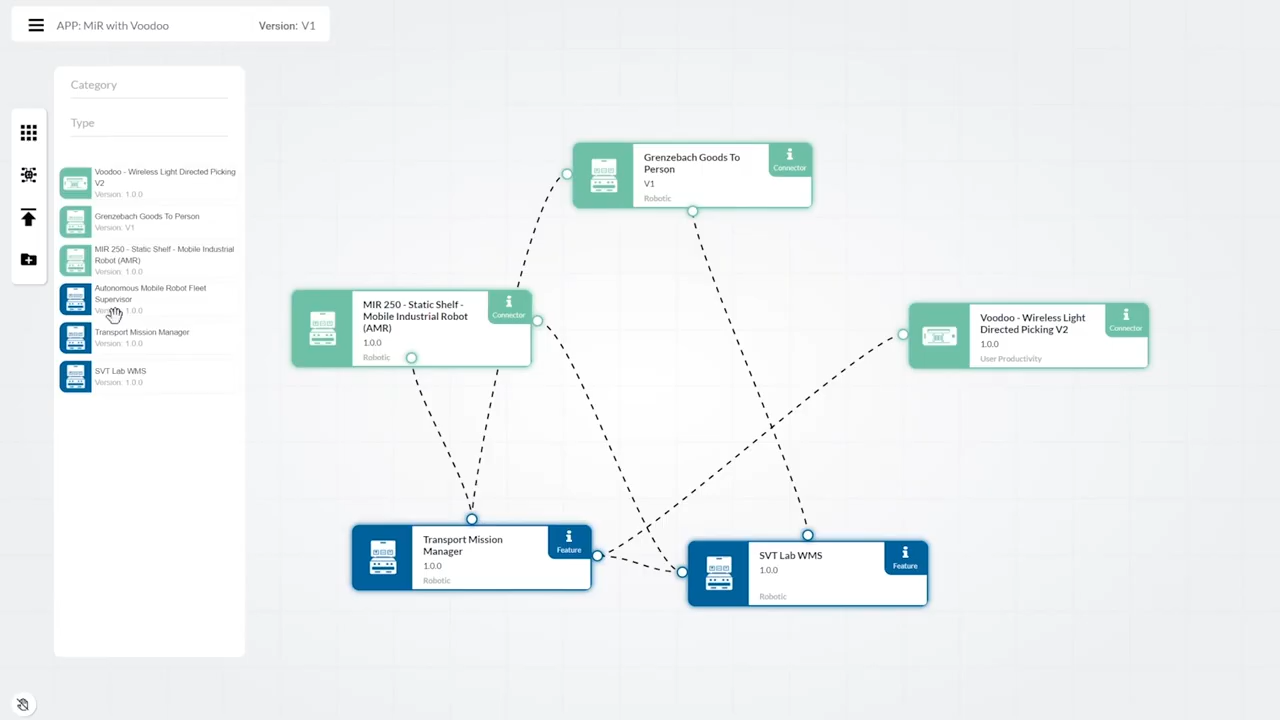 APP: MiR with Voodoo
Version: V1
Category
Type
Voodoo - Wireless Light Directed Picking
V2
Version: 1.0.0
Grenzebach Goods To Person
Version: V1
MIR 250 - Static Shelf - Mobile Industrial
Robot (AMR)
Version: 1.0.0
Autonomous Mobile Robot Fleet
Supervisor
1.0.0
Transport Mission Manager
Version: 1.0.0
SVT Lab WMS
Version: 1.0.0
Grenzebach Goods To
Person
V1
Robotic
Connector
MIR 250 - Static Shelf -
Mobile Industrial Robot
(AMR)
1.0.0
Robotic
Connector
Voodoo - Wireless Light
Directed Picking V2
1.0.0
User Productivity
Connector
Transport Mission
Manager
1.0.0
Robotic
Feature
SVT Lab WMS
1.0.0
Robotic
Feature